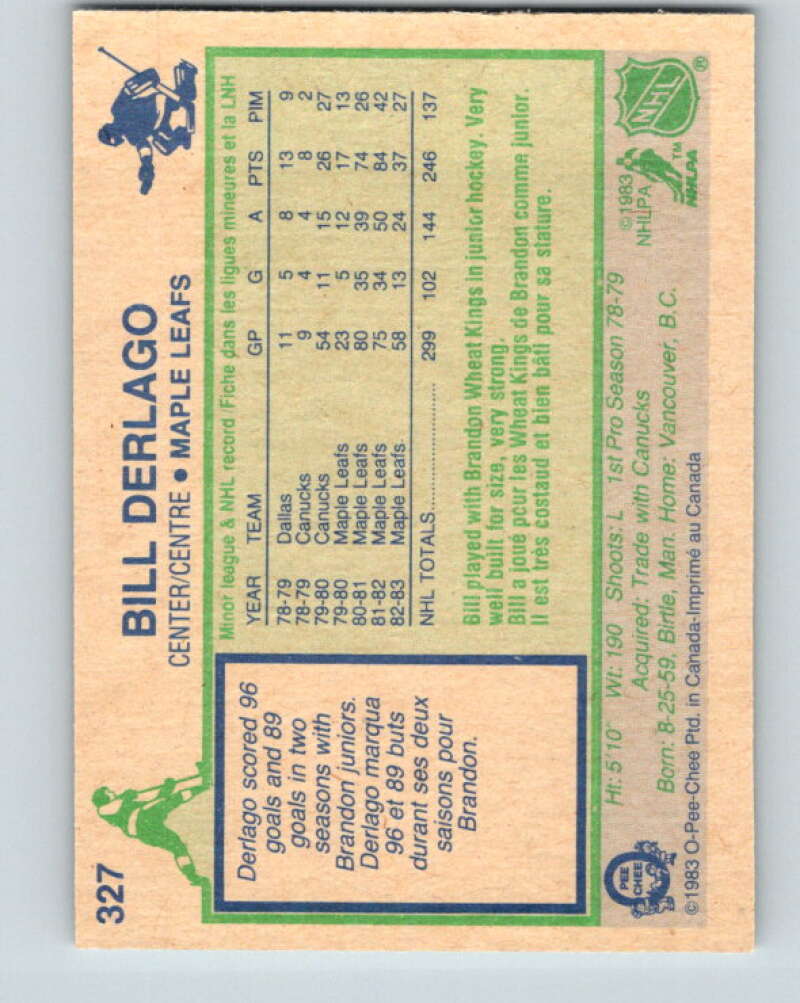 327
BILL DERLAGO
CENTER/CENTRE • MAPLE LEAFS
Derlago scored 96
goals and 89
goals in two
seasons with
Brandon juniors.
Derlago marqua
96 et 89 buts
durant ses deux
saisons pour
Brandon.
Minor league & NHL record/Fiche dans les ligues mineures et la LNH
YEAR TEAM GP G A PTS PIM
78-79 Dallas 11 5 8 13 9
78-79 Canucks 9 4 4 8 2
79-80 Canucks 54 11 15 26 27
79-80 Maple Leafs 23 5 12 17 13
80-81 Maple Leafs 80 35 39 74 26
81-82 Maple Leafs 75 34 50 84 42
82-83 Maple Leafs 58 13 24 37 27
NHL TOTALS 299 102 144 246 137
Bill played with Brandon Wheat Kings in junior hockey. Very
well built for size, very strong.
Bill a joué pour les Wheat Kings de Brandon comme junior.
Il est très costaud et bien bâti pour sa stature.
Ht: 5'10" Wt: 190 Shoots: L 1st Pro Season 78-79
Acquired: Trade with Canucks
Born: 8-25-59, Birtle, Man. Home: Vancouver, B.C.
©1983 O-Pee-Chee Ptd. in Canada-Imprimé au Canada
PEE
CHEE
©1983
NHLPA
NHLPA
TM
NHL
®